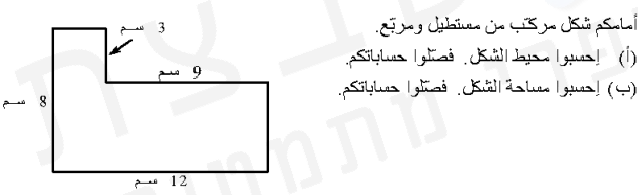 أمامكم شكل مركّب من مستطيل ومربّع.
(أ) إحسبوا محيط الشكل. فصّلوا حساباتكم.
(ب) إحسبوا مساحة الشكل. فصّلوا حساباتكم.
3 سم
9 سم
8 سم
12 سم